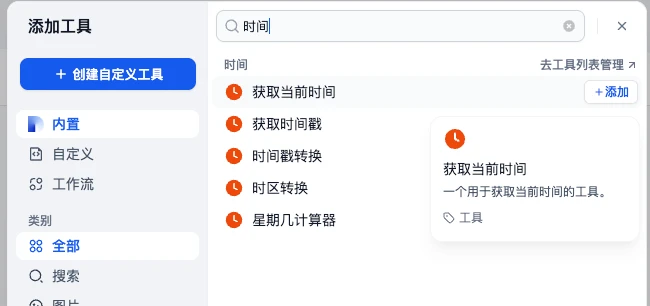 添加工具
时间
+ 创建自定义工具
时间
去工具列表管理
获取当前时间
+添加
内置
获取时间戳
自定义
时间戳转换
获取当前时间
工作流
时区转换
一个用于获取当前时间的工具。
类别
星期几计算器
工具
全部
搜索
图片